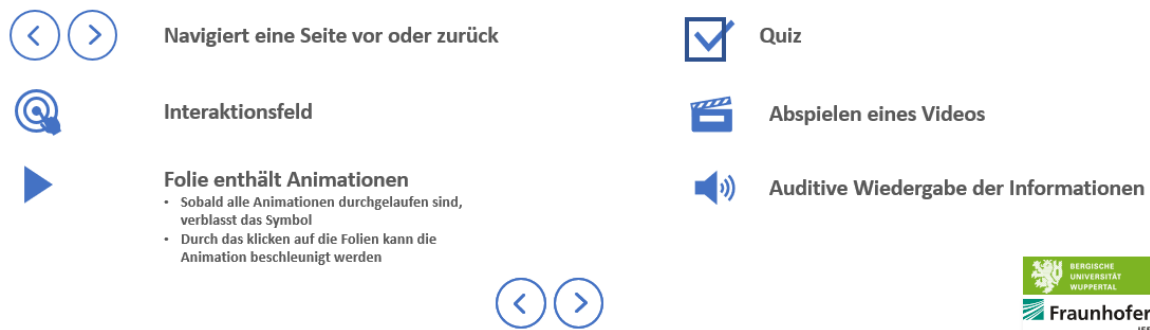 Navigiert eine Seite vor oder zurück
Interaktionsfeld
Folie enthält Animationen
• Sobald alle Animationen durchgelaufen sind,
verblasst das Symbol
• Durch das klicken auf die Folien kann die
Animation beschleunigt werden
Quiz
Abspielen eines Videos
Auditive Wiedergabe der Informationen
BERGISCHE
UNIVERSITÄT
WUPPERTAL
Fraunhofer